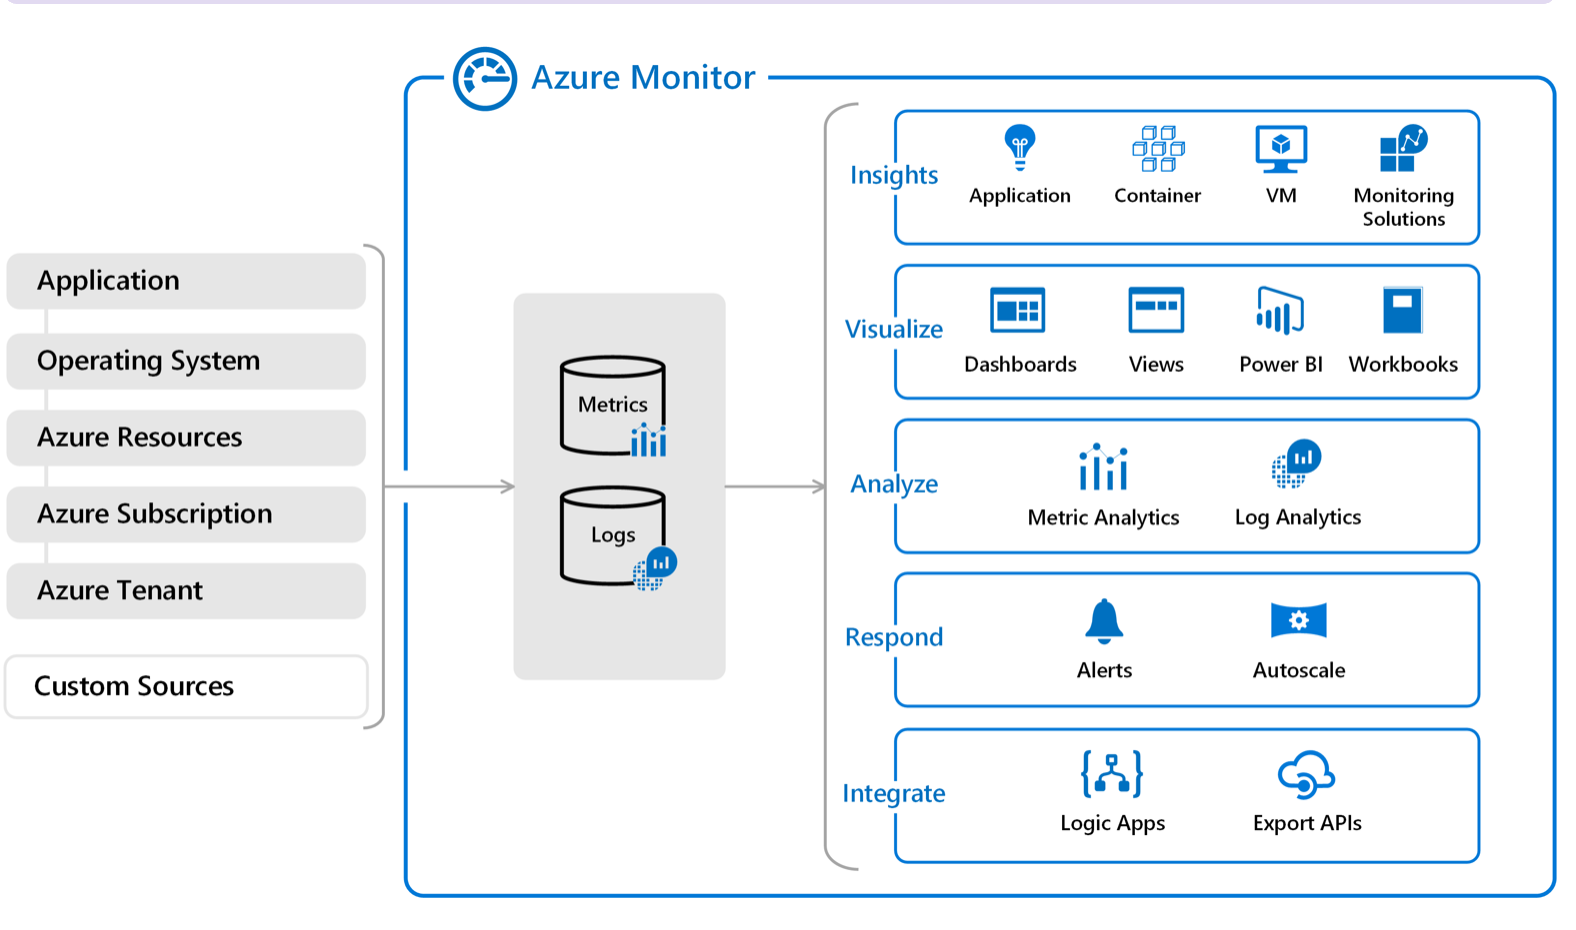 Azure Monitor
Application
Operating System
Azure Resources
Azure Subscription
Azure Tenant
Custom Sources
Metrics
Logs
Insights
Application
Container
VM
Monitoring
Solutions
Visualize
Dashboards
Views
Power BI
Workbooks
Analyze
Metric Analytics
Log Analytics
Respond
Alerts
Autoscale
Integrate
Logic Apps
Export APIs